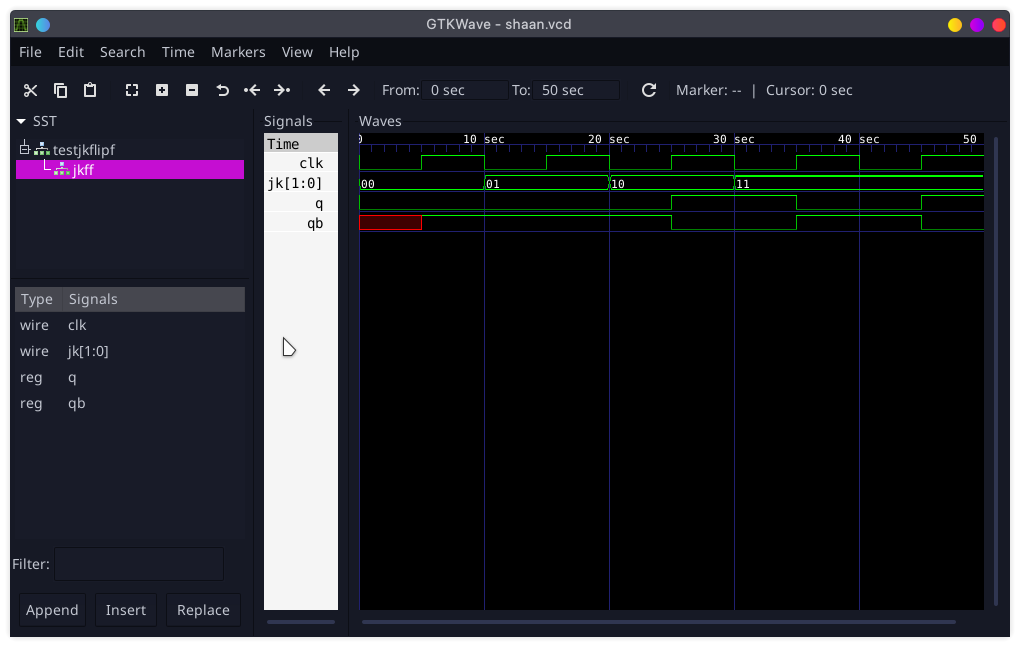 GTKWave - shaan.vcd
File Edit Search Time Markers View Help
From: 0 sec To: 50 sec Marker: -- | Cursor: 0 sec
SST
testjkflipf
jkff
Type Signals
wire clk
wire jk[1:0]
reg q
reg qb
Filter:
Append Insert Replace
Signals
Time
clk
jk[1:0]
q
qb
Waves
0 10 sec 20 sec 30 sec 40 sec 50
00 01 10 11